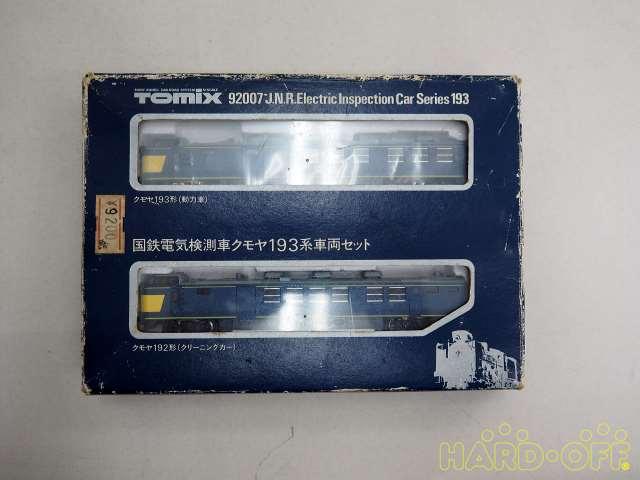 TOMIX 92007 J.N.R. Electric Inspection Car Series 193
クモヤ193形(動力車)
¥9200
国鉄電気検測車クモヤ193系車両セット
クモヤ192形(クリーニングカー)
HARD・OFF